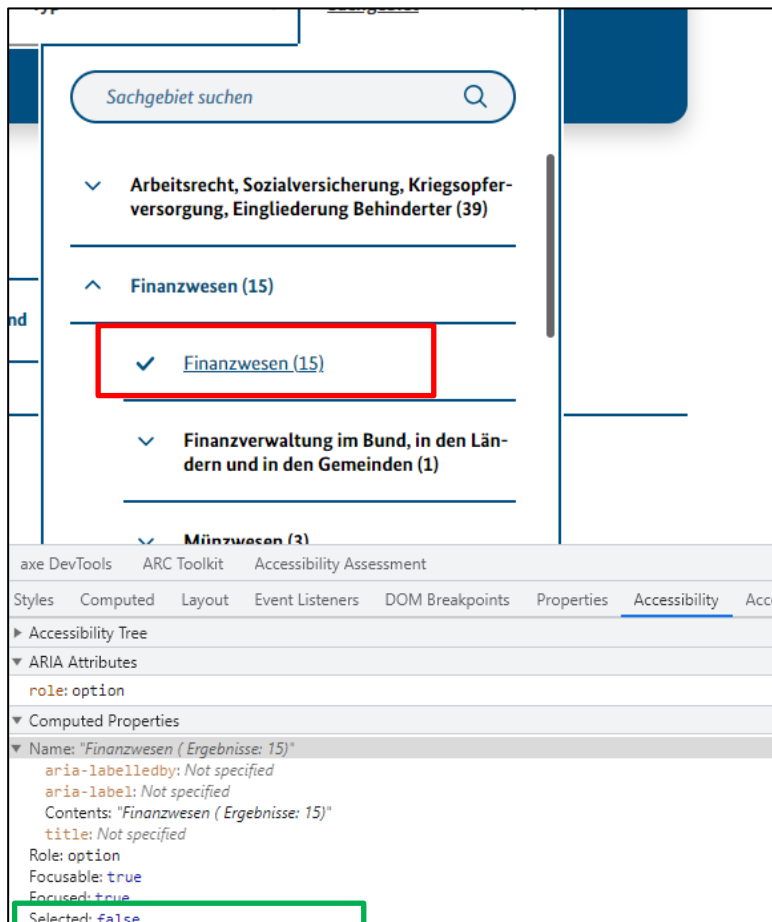 Sachgebiet suchen
Arbeitsrecht, Sozialversicherung, Kriegsopfer-
versorgung, Eingliederung Behinderter (39)
Finanzwesen (15)
nd
Finanzwesen (15)
Finanzverwaltung im Bund, in den Län-
dern und in den Gemeinden (1)
Münzwesen (3)
axe DevTools ARC Toolkit Accessibility Assessment
Styles Computed Layout Event Listeners DOM Breakpoints Properties Accessibility Acc
Accessibility Tree
ARIA Attributes
role: option
Computed Properties
Name: "Finanzwesen ( Ergebnisse: 15)"
aria-labelledby: Not specified
aria-label: Not specified
Contents: "Finanzwesen ( Ergebnisse: 15)"
title: Not specified
Role: option
Focusable: true
Focused: true
Selected: false